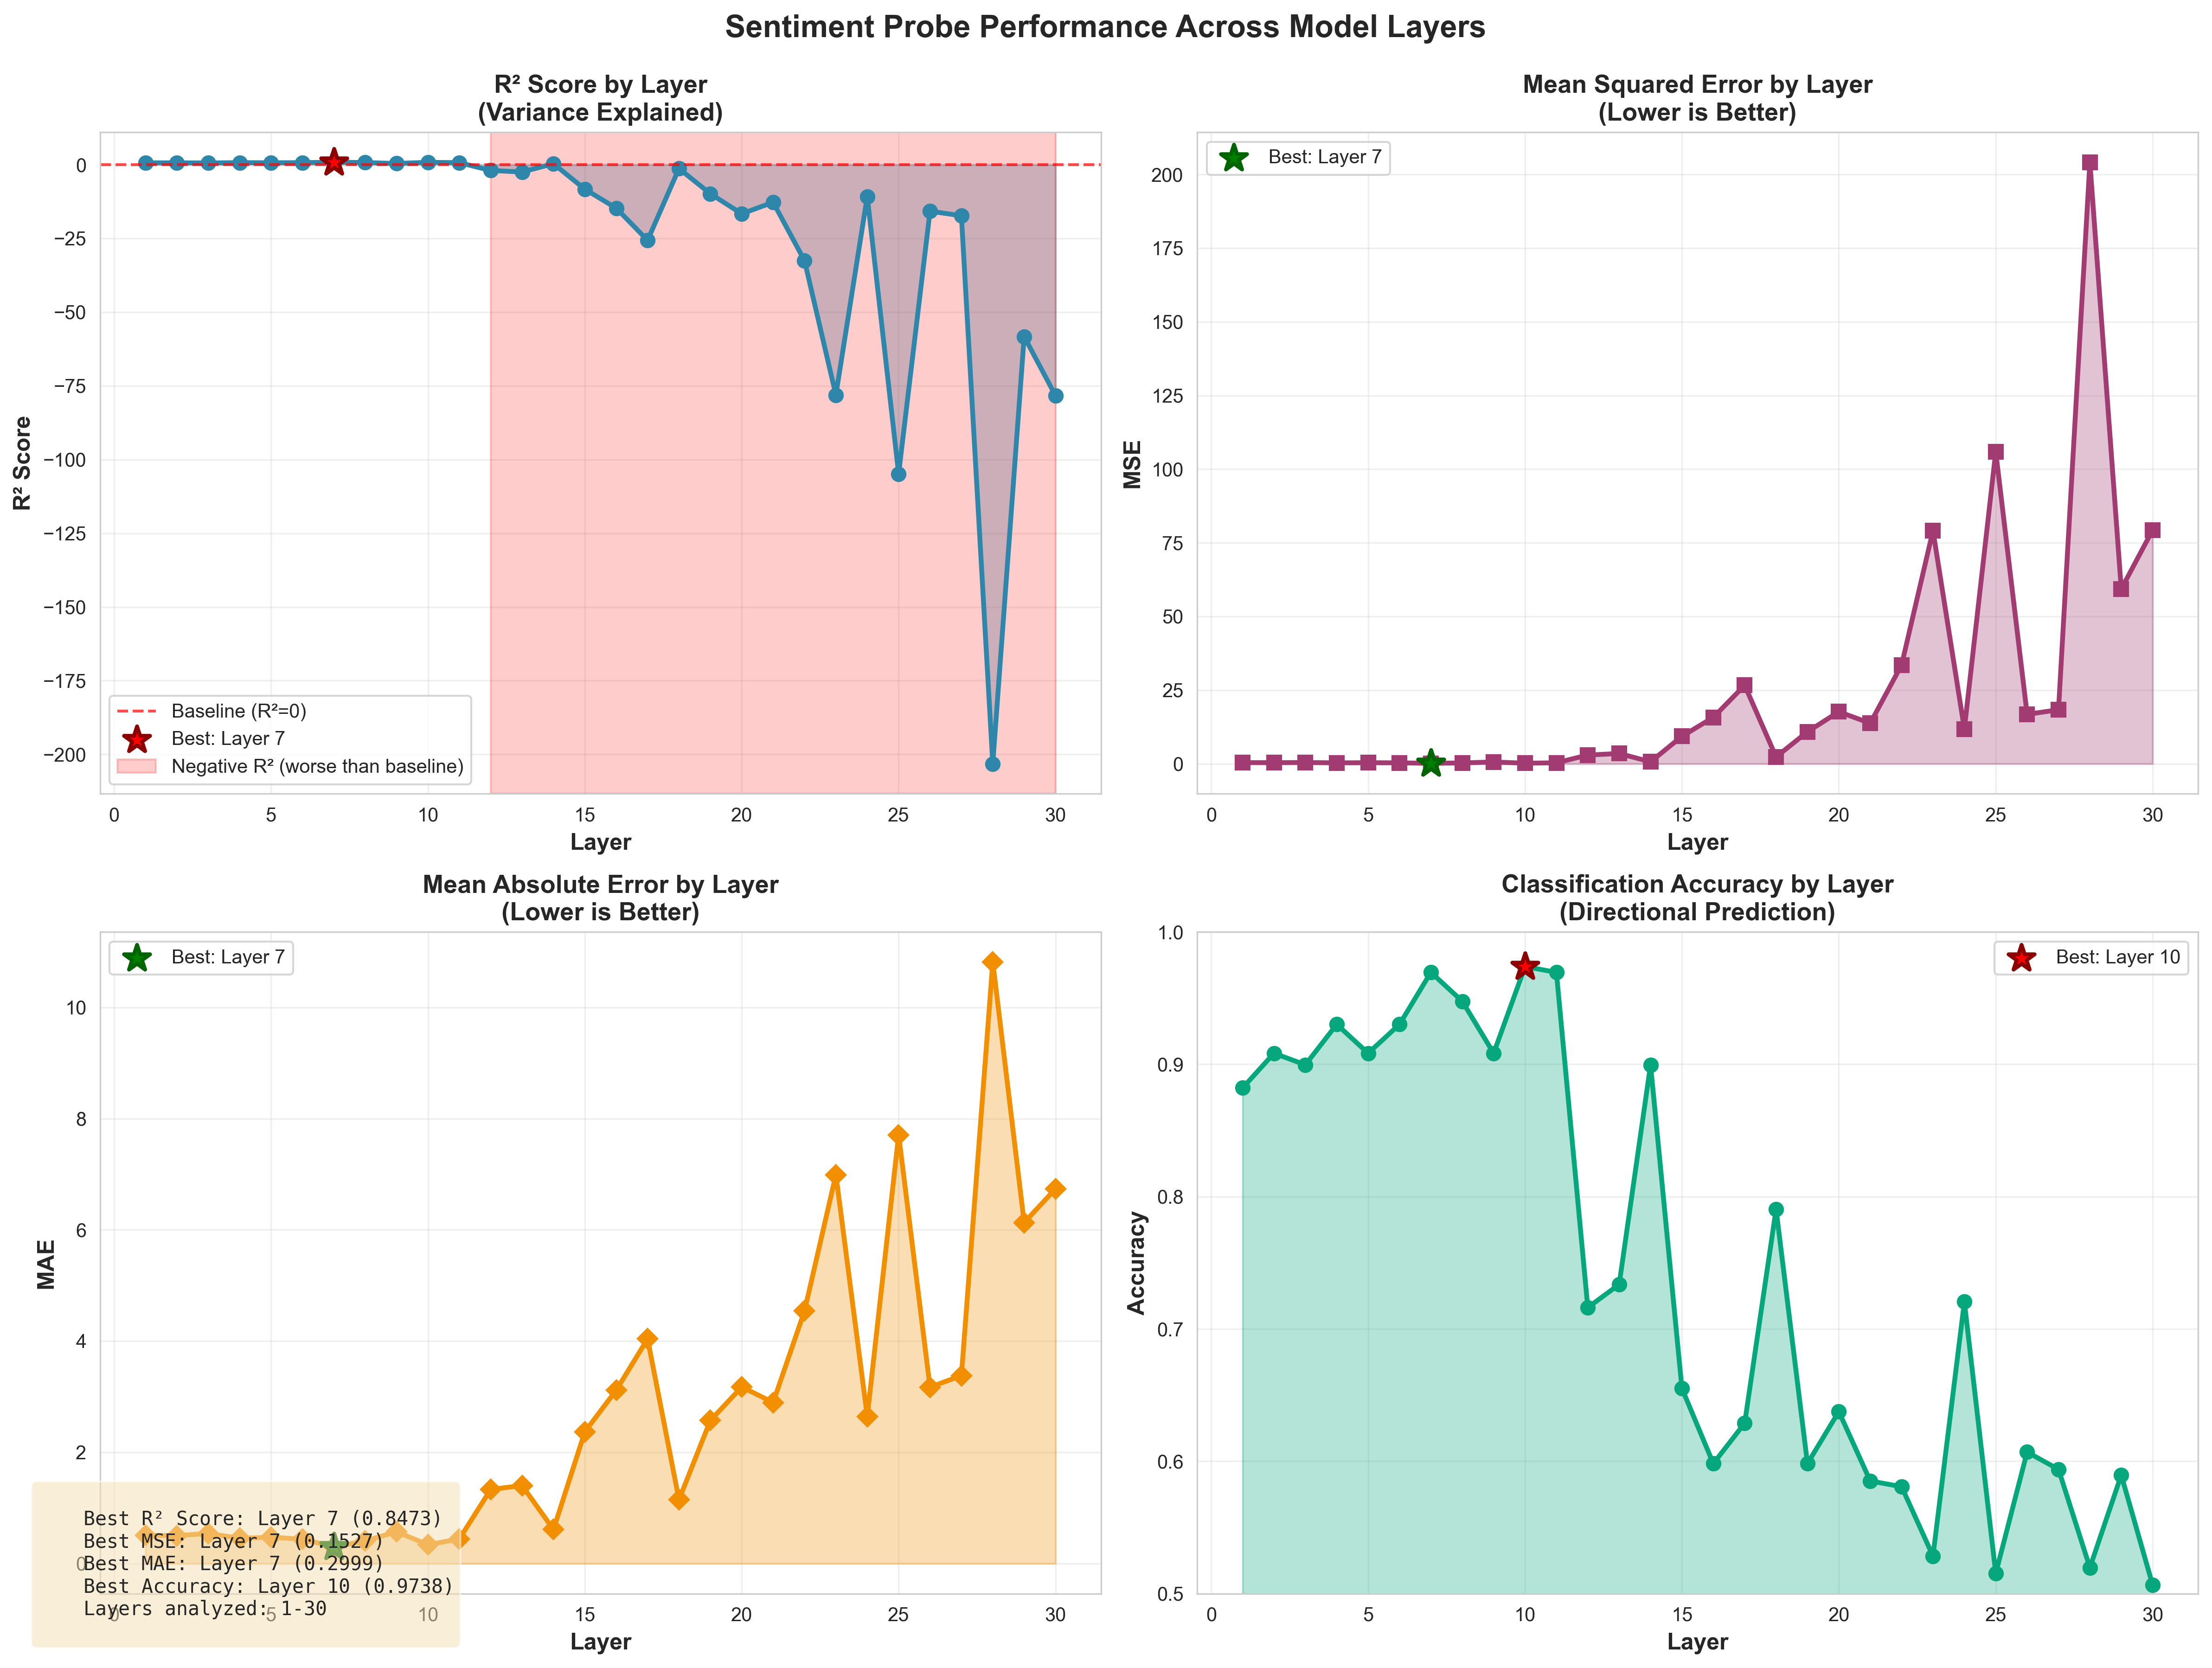 Sentiment Probe Performance Across Model Layers
R² Score by Layer
(Variance Explained)
R² Score
0
−25
−50
−75
−100
−125
−150
−175
−200
Baseline (R²=0)
Best: Layer 7
Negative R² (worse than baseline)
0 5 10 15 20 25 30
Layer
Mean Squared Error by Layer
(Lower is Better)
Best: Layer 7
MSE
200
175
150
125
100
75
50
25
0
0 5 10 15 20 25 30
Layer
Mean Absolute Error by Layer
(Lower is Better)
Best: Layer 7
MAE
10
8
6
4
2
0
Best R² Score: Layer 7 (0.8473)
Best MSE: Layer 7 (0.1527)
Best MAE: Layer 7 (0.2999)
Best Accuracy: Layer 10 (0.9738)
Layers analyzed: 1-30
0 5 10 15 20 25 30
Layer
Classification Accuracy by Layer
(Directional Prediction)
Best: Layer 10
Accuracy
1.0
0.9
0.8
0.7
0.6
0.5
0 5 10 15 20 25 30
Layer